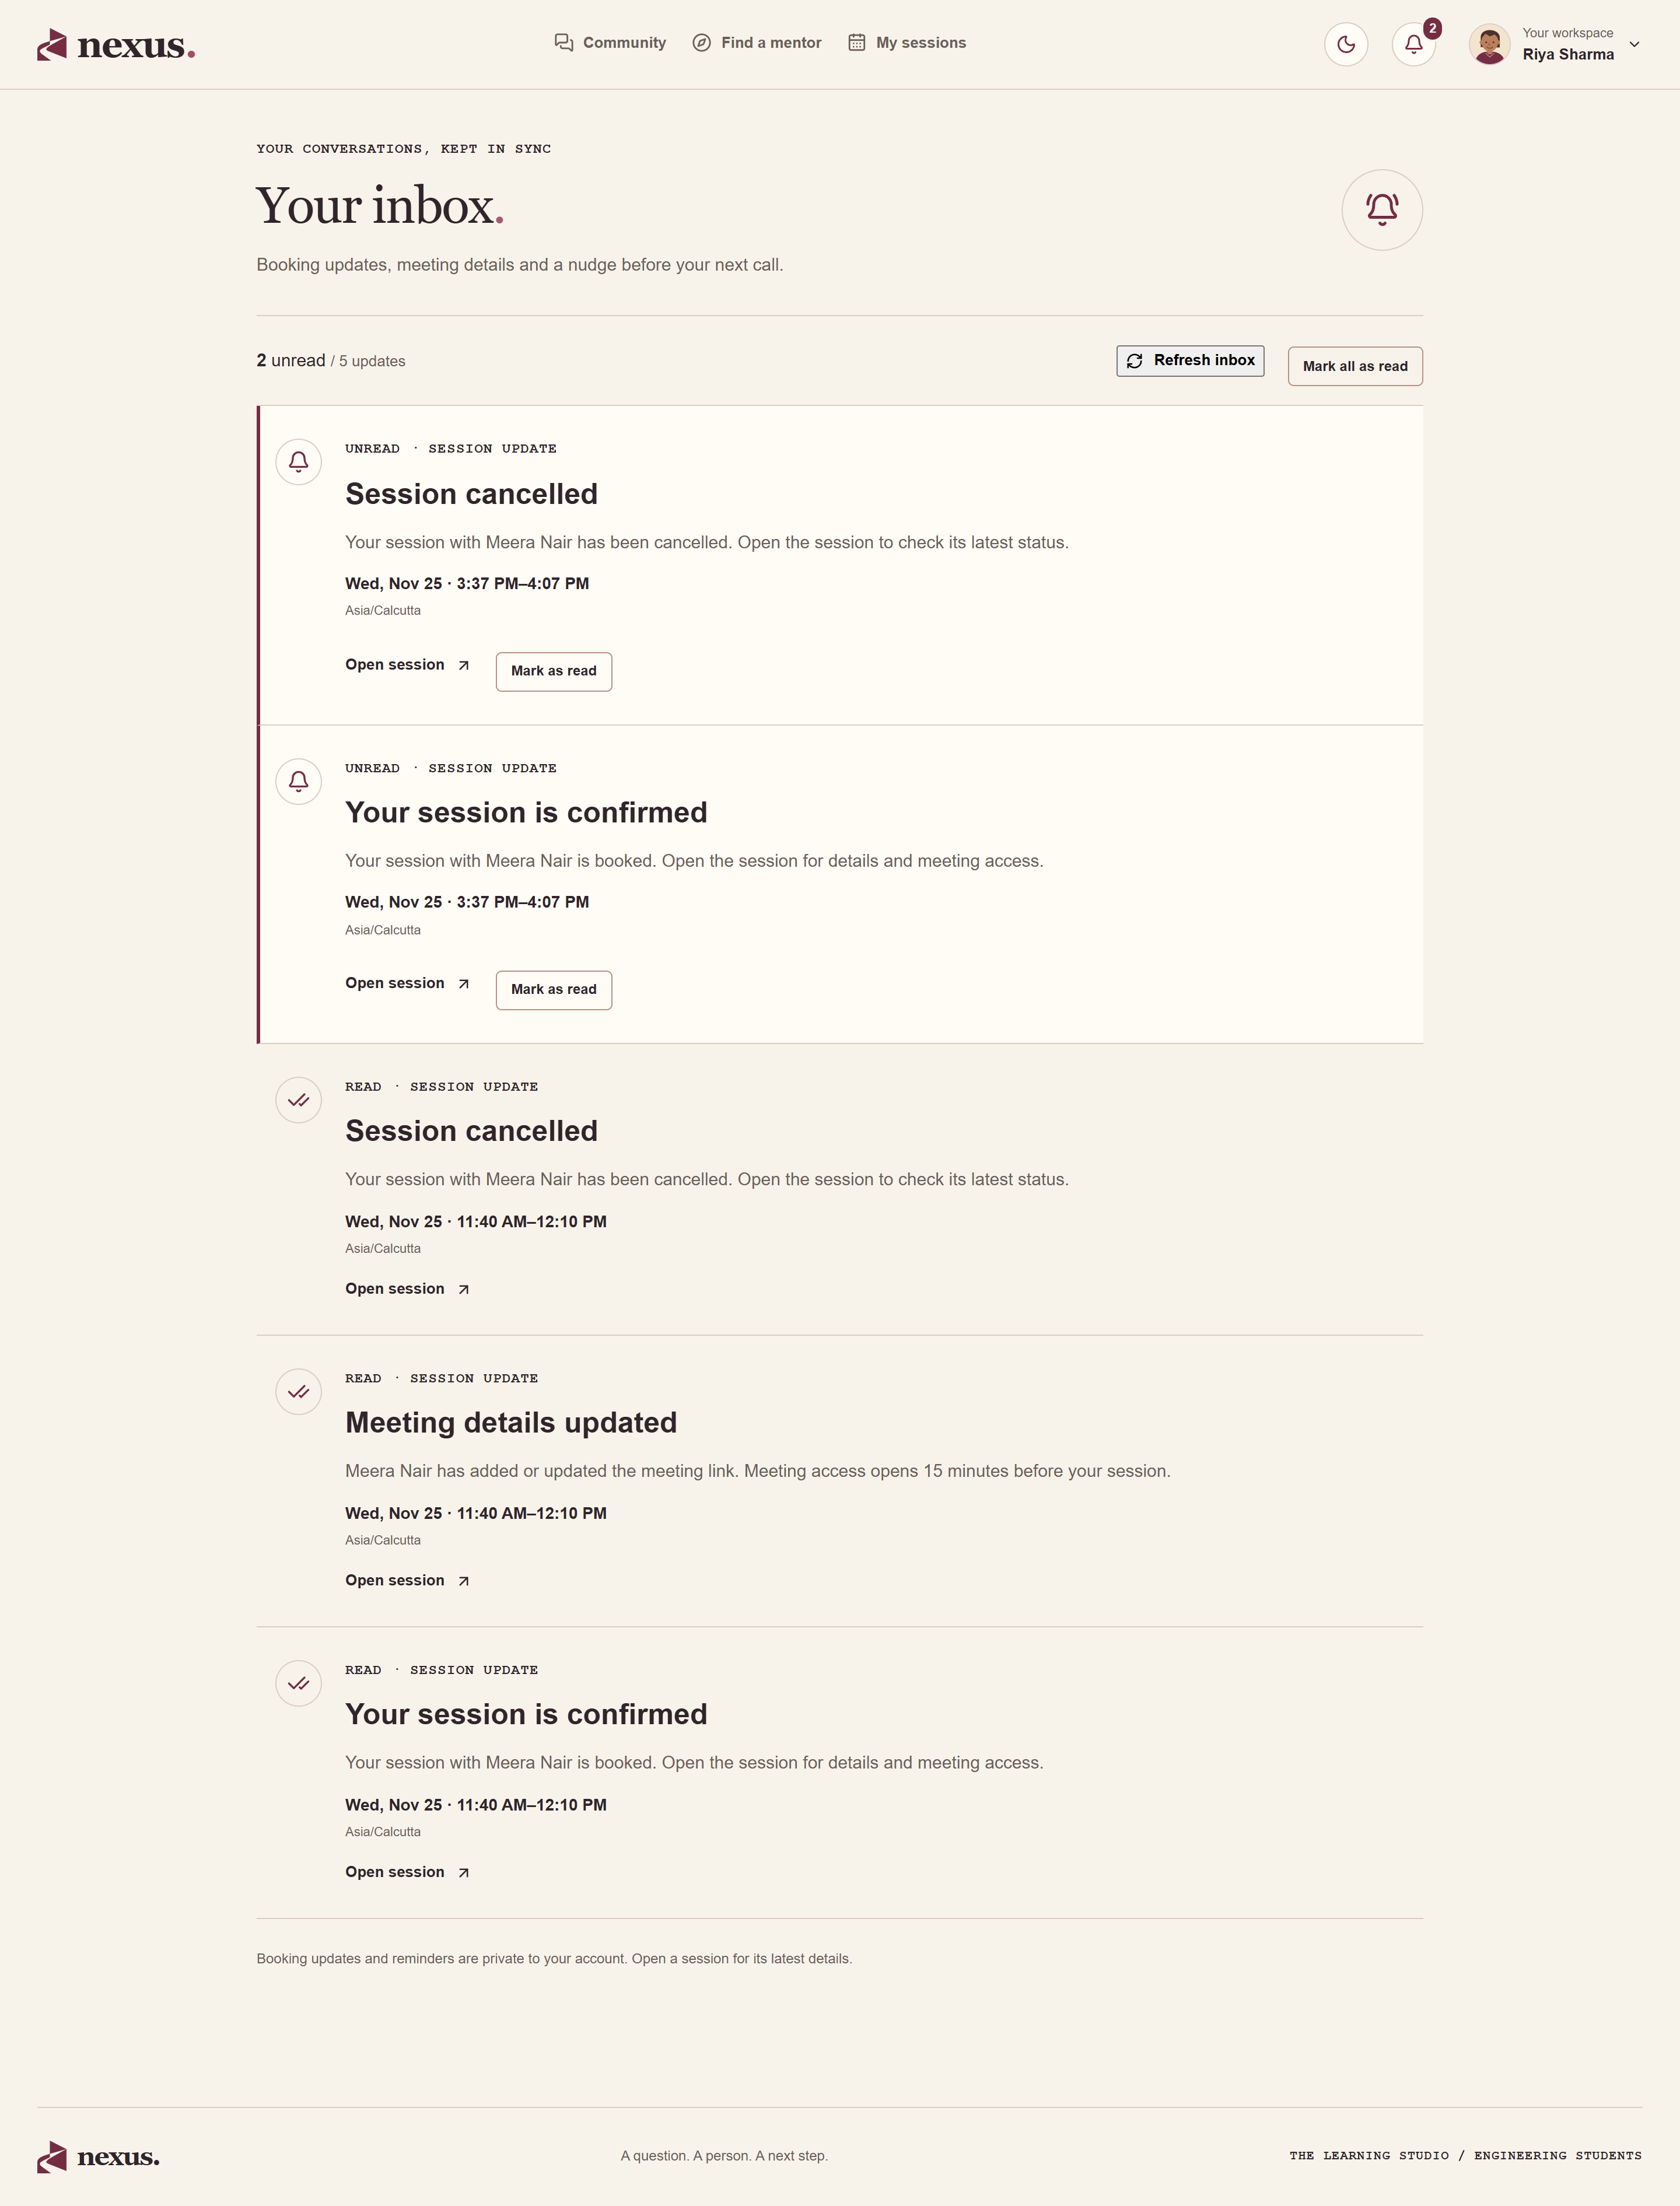 nexus.
Community
Find a mentor
My sessions
2
Your workspace
Riya Sharma
YOUR CONVERSATIONS, KEPT IN SYNC
Your inbox.
Booking updates, meeting details and a nudge before your next call.
2 unread / 5 updates
Refresh inbox
Mark all as read
UNREAD · SESSION UPDATE
Session cancelled
Your session with Meera Nair has been cancelled. Open the session to check its latest status.
Wed, Nov 25 · 3:37 PM–4:07 PM
Asia/Calcutta
Open session
Mark as read
UNREAD · SESSION UPDATE
Your session is confirmed
Your session with Meera Nair is booked. Open the session for details and meeting access.
Wed, Nov 25 · 3:37 PM–4:07 PM
Asia/Calcutta
Open session
Mark as read
READ · SESSION UPDATE
Session cancelled
Your session with Meera Nair has been cancelled. Open the session to check its latest status.
Wed, Nov 25 · 11:40 AM–12:10 PM
Asia/Calcutta
Open session
READ · SESSION UPDATE
Meeting details updated
Meera Nair has added or updated the meeting link. Meeting access opens 15 minutes before your session.
Wed, Nov 25 · 11:40 AM–12:10 PM
Asia/Calcutta
Open session
READ · SESSION UPDATE
Your session is confirmed
Your session with Meera Nair is booked. Open the session for details and meeting access.
Wed, Nov 25 · 11:40 AM–12:10 PM
Asia/Calcutta
Open session
Booking updates and reminders are private to your account. Open a session for its latest details.
nexus.
A question. A person. A next step.
THE LEARNING STUDIO / ENGINEERING STUDENTS